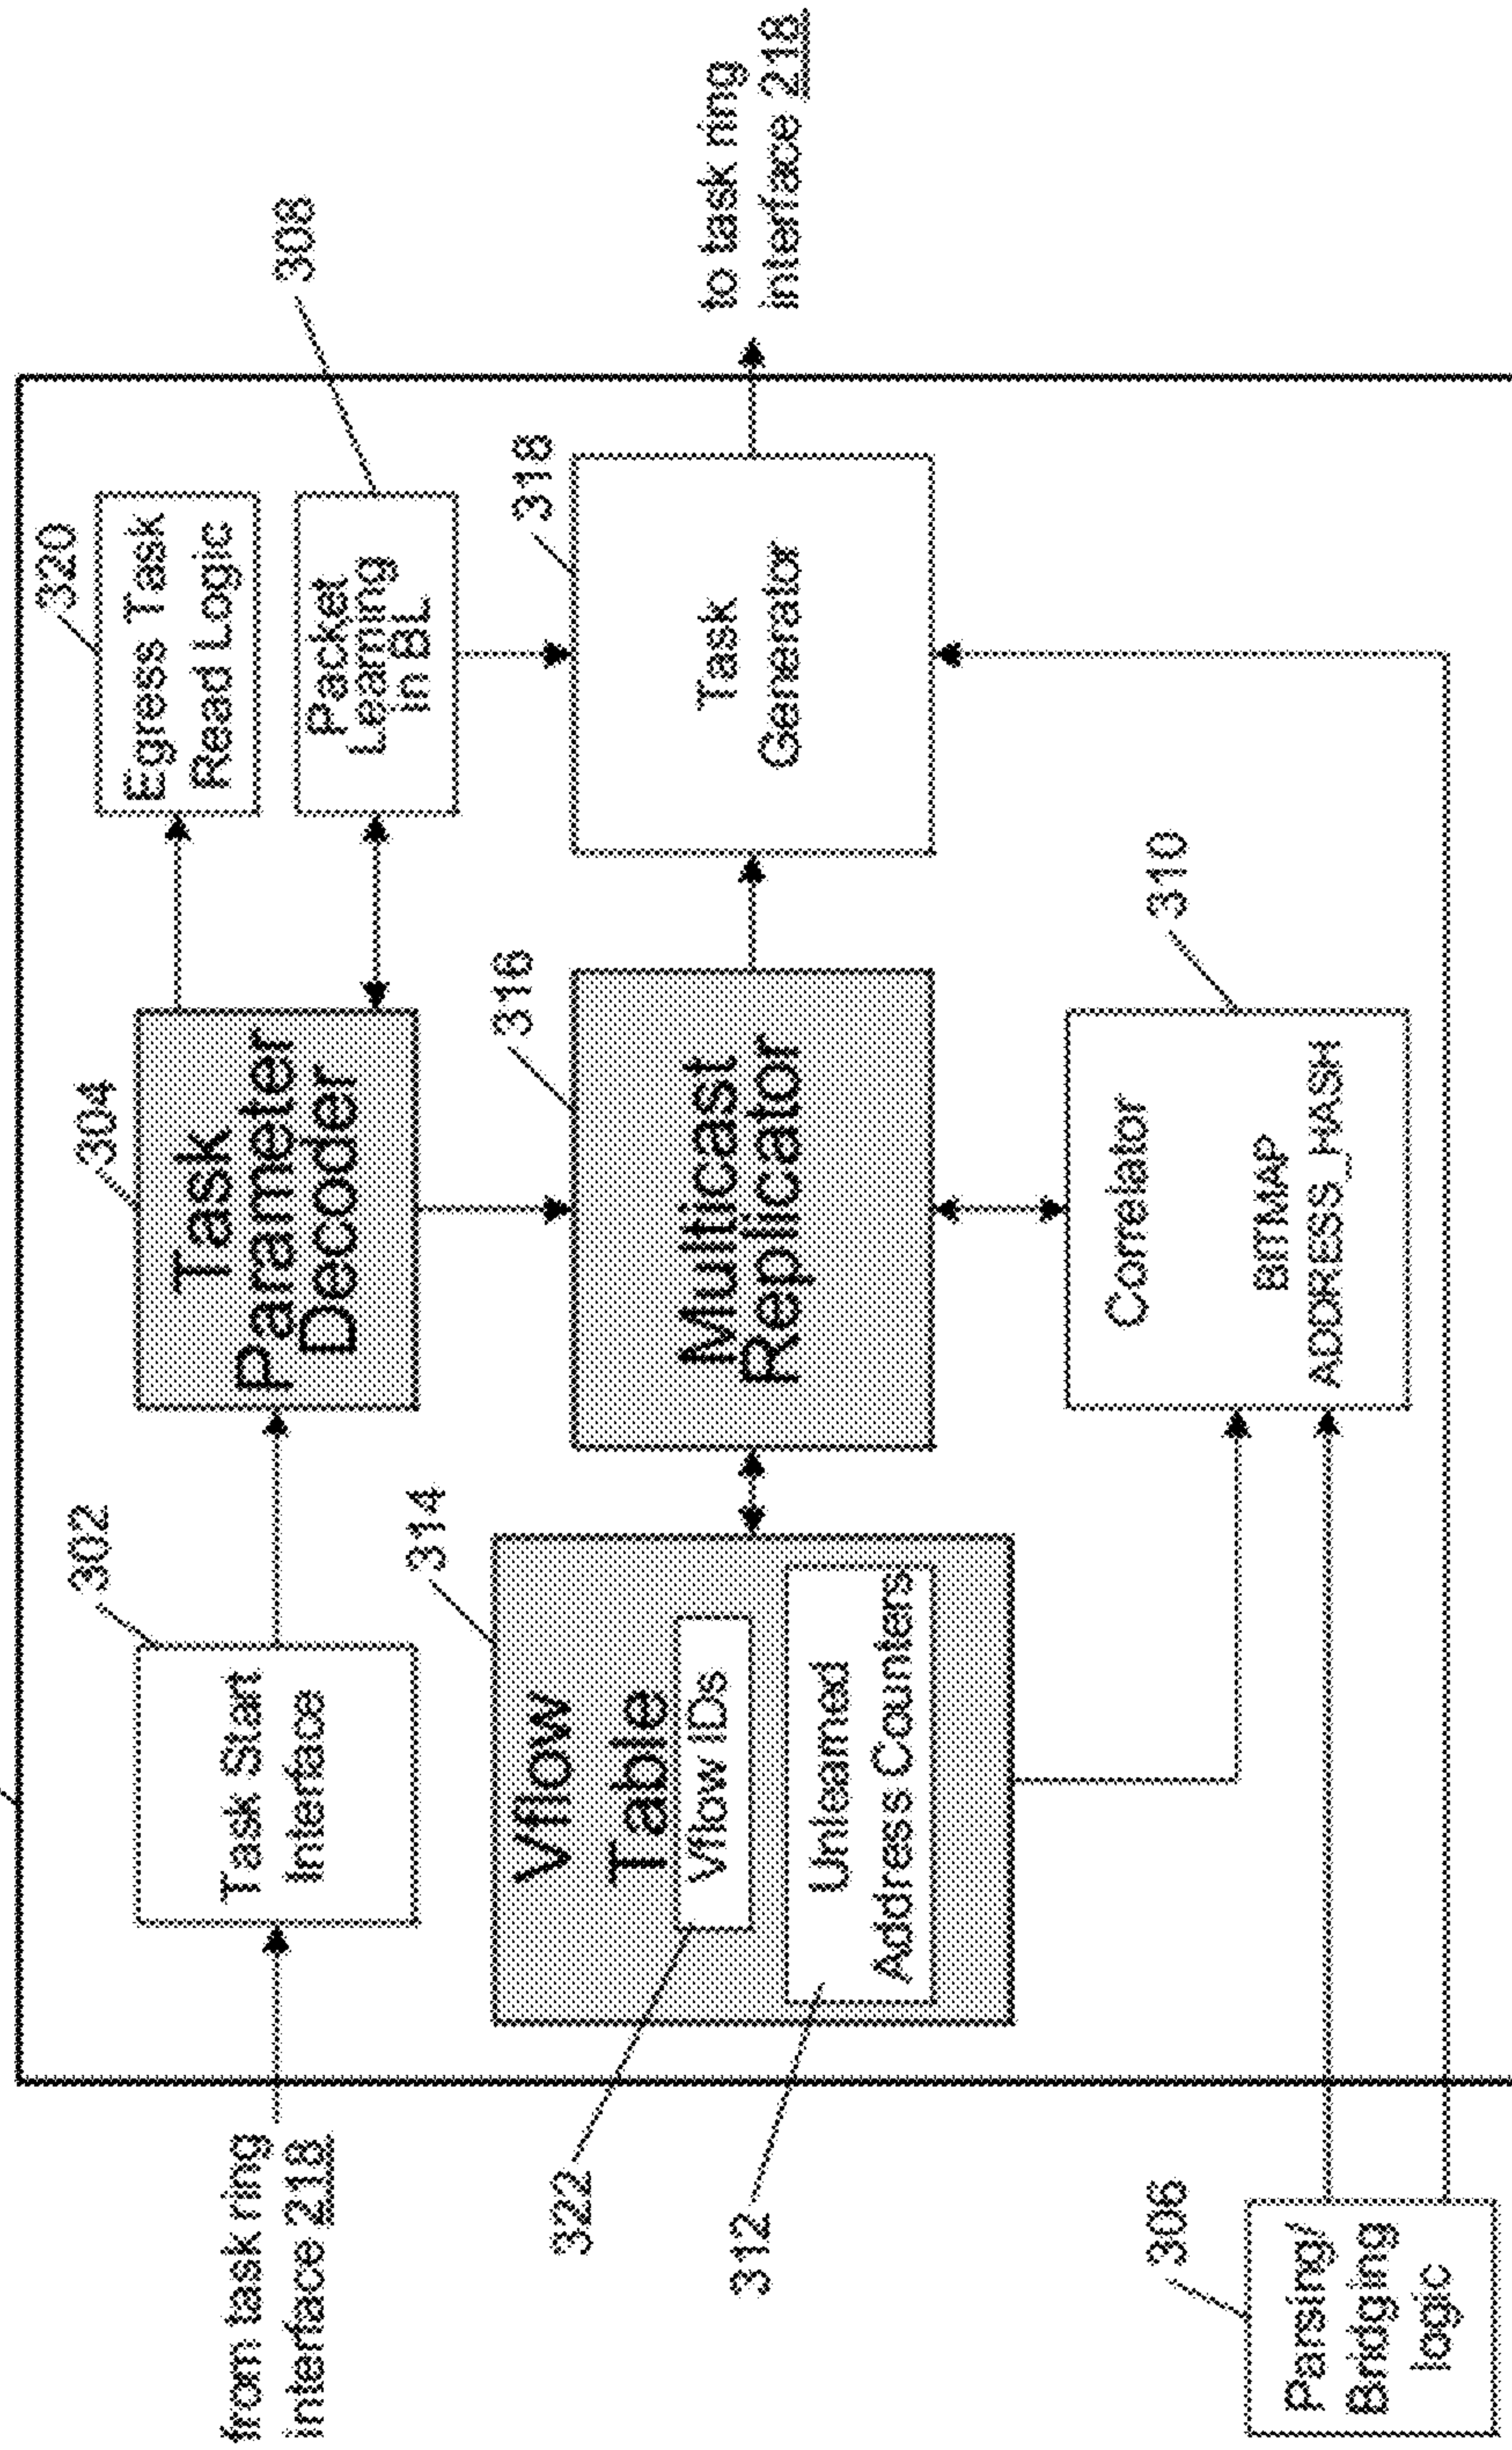 from task ring
interface 218
302
Task Start
Interface
304
Task
Parameter
Decoder
320
Egress Task
Read Logic
Packet
Learning
in BL
308
314
Vflow
Table
Vflow IDs
Unlearned
Address Counters
322
312
316
Multicast
Replicator
318
Task
Generator
to task ring
interface 218
310
Correlator
BITMAP
ADDRESS_HASH
306
Parsing/
Bridging
logic